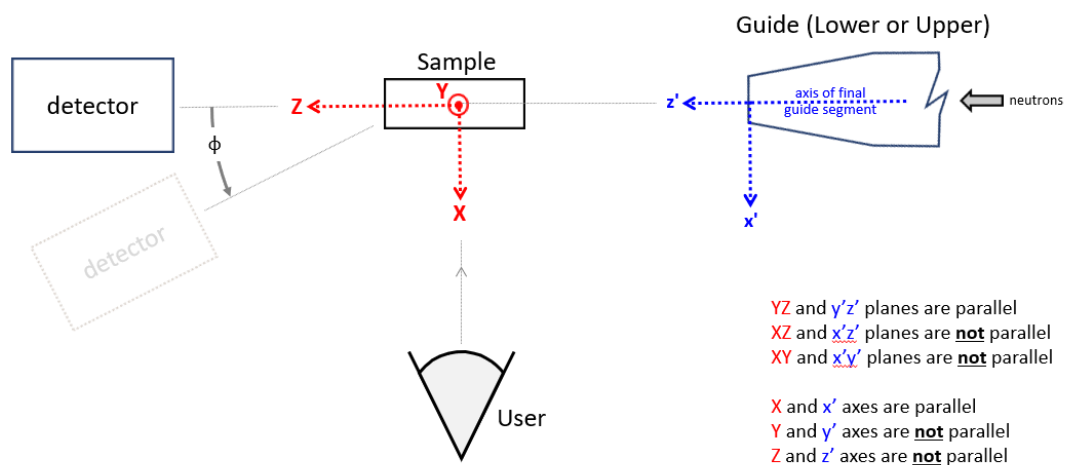 Guide (Lower or Upper)
Sample
detector
Z
Y
z'
axis of final
guide segment
neutrons
ϕ
X
x'
detector
YZ and y'z' planes are parallel
XZ and x'z' planes are not parallel
XY and x'y' planes are not parallel
User
X and x' axes are parallel
Y and y' axes are not parallel
Z and z' axes are not parallel